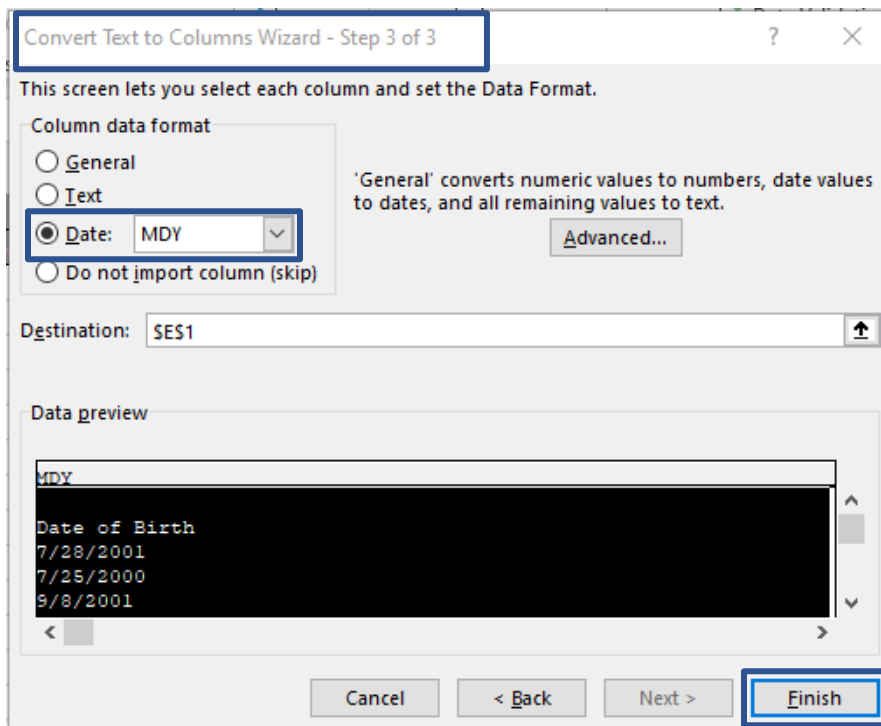 Convert Text to Columns Wizard - Step 3 of 3 ?
This screen lets you select each column and set the Data Format.
Column data format
General
Text
Date: MDY
Do not import column (skip)
'General' converts numeric values to numbers, date values
to dates, and all remaining values to text.
Advanced...
Destination: $E$1
Data preview
MDY
Date of Birth
7/28/2001
7/25/2000
9/8/2001
Cancel
< Back
Next >
Finish